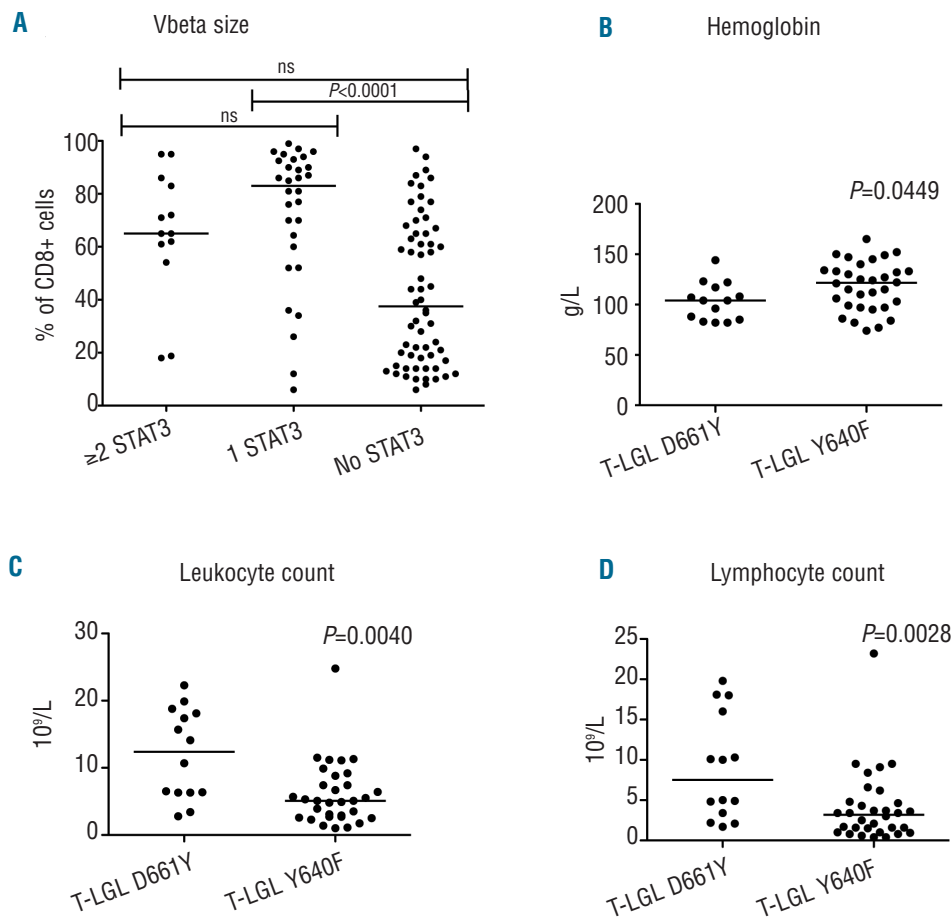 A
Vbeta size
ns
P<0.0001
ns
100
80
60
40
20
0
% of CD8+ cells
≥2 STAT3
1 STAT3
No STAT3
B
Hemoglobin
P=0.0449
200
150
100
50
0
g/L
T-LGL D661Y
T-LGL Y640F
C
Leukocyte count
P=0.0040
30
20
10
0
10⁹/L
T-LGL D661Y
T-LGL Y640F
D
Lymphocyte count
P=0.0028
25
20
15
10
5
0
10⁹/L
T-LGL D661Y
T-LGL Y640F